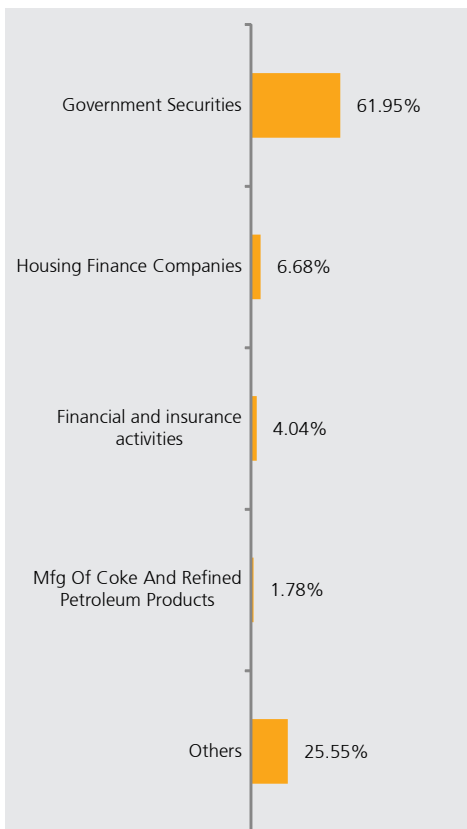 Government Securities
61.95%
Housing Finance Companies
6.68%
Financial and insurance
activities
4.04%
Mfg Of Coke And Refined
Petroleum Products
1.78%
Others
25.55%